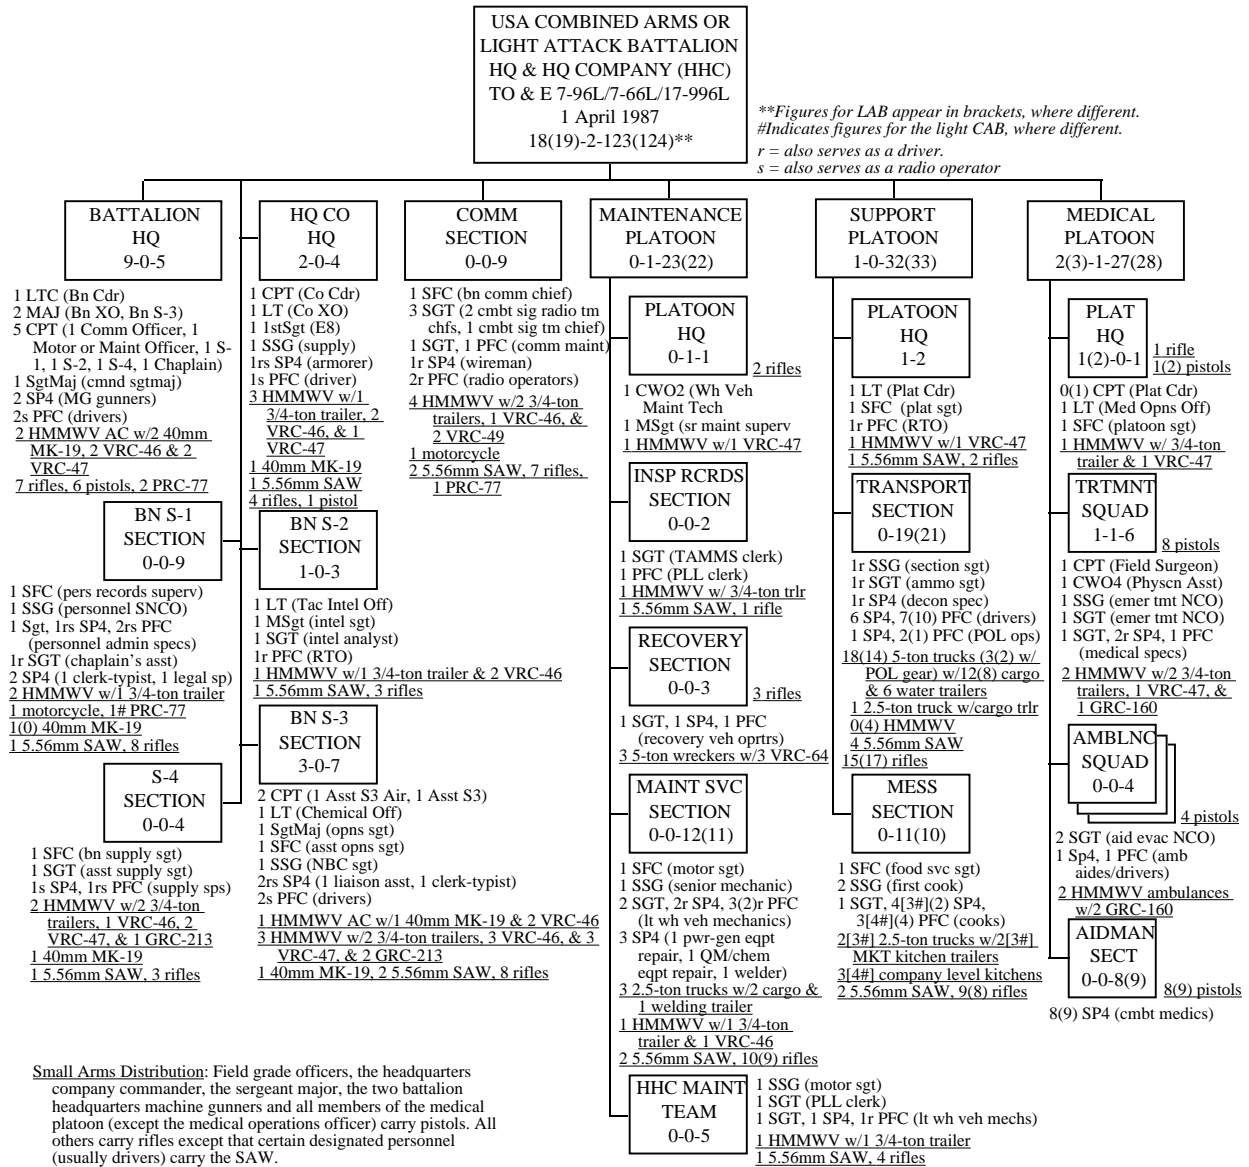 USA COMBINED ARMS OR
LIGHT ATTACK BATTALION
HQ & HQ COMPANY (HHC)
TO & E 7-96L/7-66L/17-996L
1 April 1987
18(19)-2-123(124)**
**Figures for LAB appear in brackets, where different.
#Indicates figures for the light CAB, where different.
r = also serves as a driver.
s = also serves as a radio operator
BATTALION
HQ
9-0-5
1 LTC (Bn Cdr)
2 MAJ (Bn XO, Bn S-3)
5 CPT (1 Comm Officer, 1
Motor or Maint Officer, 1 S-
1, 1 S-2, 1 S-4, 1 Chaplain)
1 SgtMaj (cmnd sgtmaj)
2 SP4 (MG gunners)
2s PFC (drivers)
2 HMMWV AC w/2 40mm
MK-19, 2 VRC-46 & 2
VRC-47
7 rifles, 6 pistols, 2 PRC-77
BN S-1
SECTION
0-0-9
1 SFC (pers records superv)
1 SSG (personnel SNCO)
1 Sgt, 1rs SP4, 2rs PFC
(personnel admin specs)
1r SGT (chaplain's asst)
2 SP4 (1 clerk-typist, 1 legal sp)
2 HMMWV w/1 3/4-ton trailer
1 motorcycle, 1# PRC-77
1(0) 40mm MK-19
1 5.56mm SAW, 8 rifles
S-4
SECTION
0-0-4
1 SFC (bn supply sgt)
1 SGT (asst supply sgt)
1s SP4, 1rs PFC (supply sps)
2 HMMWV w/2 3/4-ton
trailers, 1 VRC-46, 2
VRC-47, & 1 GRC-213
1 40mm MK-19
1 5.56mm SAW, 3 rifles
HQ CO
HQ
2-0-4
1 CPT (Co Cdr)
1 LT (Co XO)
1 1stSgt (E8)
1 SSG (supply)
1rs SP4 (armorer)
1s PFC (driver)
3 HMMWV w/1
3/4-ton trailer, 2
VRC-46, & 1
VRC-47
1 40mm MK-19
1 5.56mm SAW
4 rifles, 1 pistol
BN S-2
SECTION
1-0-3
1 LT (Tac Intel Off)
1 MSgt (intel sgt)
1 SGT (intel analyst)
1r PFC (RTO)
1 HMMWV w/1 3/4-ton trailer & 2 VRC-46
1 5.56mm SAW, 3 rifles
BN S-3
SECTION
3-0-7
2 CPT (1 Asst S3 Air, 1 Asst S3)
1 LT (Chemical Off)
1 SgtMaj (opns sgt)
1 SFC (asst opns sgt)
1 SSG (NBC sgt)
2rs SP4 (1 liaison asst, 1 clerk-typist)
2s PFC (drivers)
1 HMMWV AC w/1 40mm MK-19 & 2 VRC-46
3 HMMWV w/2 3/4-ton trailers, 3 VRC-46, & 3
VRC-47, & 2 GRC-213
1 40mm MK-19, 2 5.56mm SAW, 8 rifles
COMM
SECTION
0-0-9
1 SFC (bn comm chief)
3 SGT (2 cmbt sig radio tm
chfs, 1 cmbt sig tm chief)
1 SGT, 1 PFC (comm maint)
1r SP4 (wireman)
2r PFC (radio operators)
4 HMMWV w/2 3/4-ton
trailers, 1 VRC-46, &
2 VRC-49
1 motorcycle
2 5.56mm SAW, 7 rifles,
1 PRC-77
MAINTENANCE
PLATOON
0-1-23(22)
PLATOON
HQ
0-1-1
2 rifles
1 CWO2 (Wh Veh
Maint Tech
1 MSgt (sr maint superv
1 HMMWV w/1 VRC-47
INSP RCRDS
SECTION
0-0-2
1 SGT (TAMMS clerk)
1 PFC (PLL clerk)
1 HMMWV w/ 3/4-ton trlr
1 5.56mm SAW, 1 rifle
RECOVERY
SECTION
0-0-3
3 rifles
1 SGT, 1 SP4, 1 PFC
(recovery veh oprtrs)
3 5-ton wreckers w/3 VRC-64
MAINT SVC
SECTION
0-0-12(11)
1 SFC (motor sgt)
1 SSG (senior mechanic)
2 SGT, 2r SP4, 3(2)r PFC
(lt wh veh mechanics)
3 SP4 (1 pwr-gen eqpt
repair, 1 QM/chem
eqpt repair, 1 welder)
3 2.5-ton trucks w/2 cargo &
1 welding trailer
1 HMMWV w/1 3/4-ton
trailer & 1 VRC-46
2 5.56mm SAW, 10(9) rifles
HHC MAINT
TEAM
0-0-5
1 SSG (motor sgt)
1 SGT (PLL clerk)
1 SGT, 1 SP4, 1r PFC (lt wh veh mechs)
1 HMMWV w/1 3/4-ton trailer
1 5.56mm SAW, 4 rifles
SUPPORT
PLATOON
1-0-32(33)
PLATOON
HQ
1-2
1 LT (Plat Cdr)
1 SFC (plat sgt)
1r PFC (RTO)
1 HMMWV w/1 VRC-47
1 5.56mm SAW, 2 rifles
TRANSPORT
SECTION
0-19(21)
1r SSG (section sgt)
1r SGT (ammo sgt)
1r SP4 (decon spec)
6 SP4, 7(10) PFC (drivers)
1 SP4, 2(1) PFC (POL ops)
18(14) 5-ton trucks (3(2) w/
POL gear) w/12(8) cargo
& 6 water trailers
1 2.5-ton truck w/cargo trlr
0(4) HMMWV
4 5.56mm SAW
15(17) rifles
MESS
SECTION
0-11(10)
1 SFC (food svc sgt)
2 SSG (first cook)
1 SGT, 4[3#](2) SP4,
3[4#](4) PFC (cooks)
2[3#] 2.5-ton trucks w/2[3#]
MKT kitchen trailers
3[4#] company level kitchens
2 5.56mm SAW, 9(8) rifles
MEDICAL
PLATOON
2(3)-1-27(28)
PLAT
HQ
1(2)-0-1
1 rifle
1(2) pistols
0(1) CPT (Plat Cdr)
1 LT (Med Opns Off)
1 SFC (platoon sgt)
1 HMMWV w/ 3/4-ton
trailer & 1 VRC-47
TRTMNT
SQUAD
1-1-6
8 pistols
1 CPT (Field Surgeon)
1 CWO4 (Physcn Asst)
1 SSG (emer tmt NCO)
1 SGT (emer tmt NCO)
1 SGT, 2r SP4, 1 PFC
(medical specs)
2 HMMWV w/2 3/4-ton
trailers, 1 VRC-47, &
1 GRC-160
AMBLNC
SQUAD
0-0-4
4 pistols
2 SGT (aid evac NCO)
1 Sp4, 1 PFC (amb
aides/drivers)
2 HMMWV ambulances
w/2 GRC-160
AIDMAN
SECT
0-0-8(9)
8(9) pistols
8(9) SP4 (cmbt medics)
Small Arms Distribution: Field grade officers, the headquarters
company commander, the sergeant major, the two battalion
headquarters machine gunners and all members of the medical
platoon (except the medical operations officer) carry pistols. All
others carry rifles except that certain designated personnel
(usually drivers) carry the SAW.